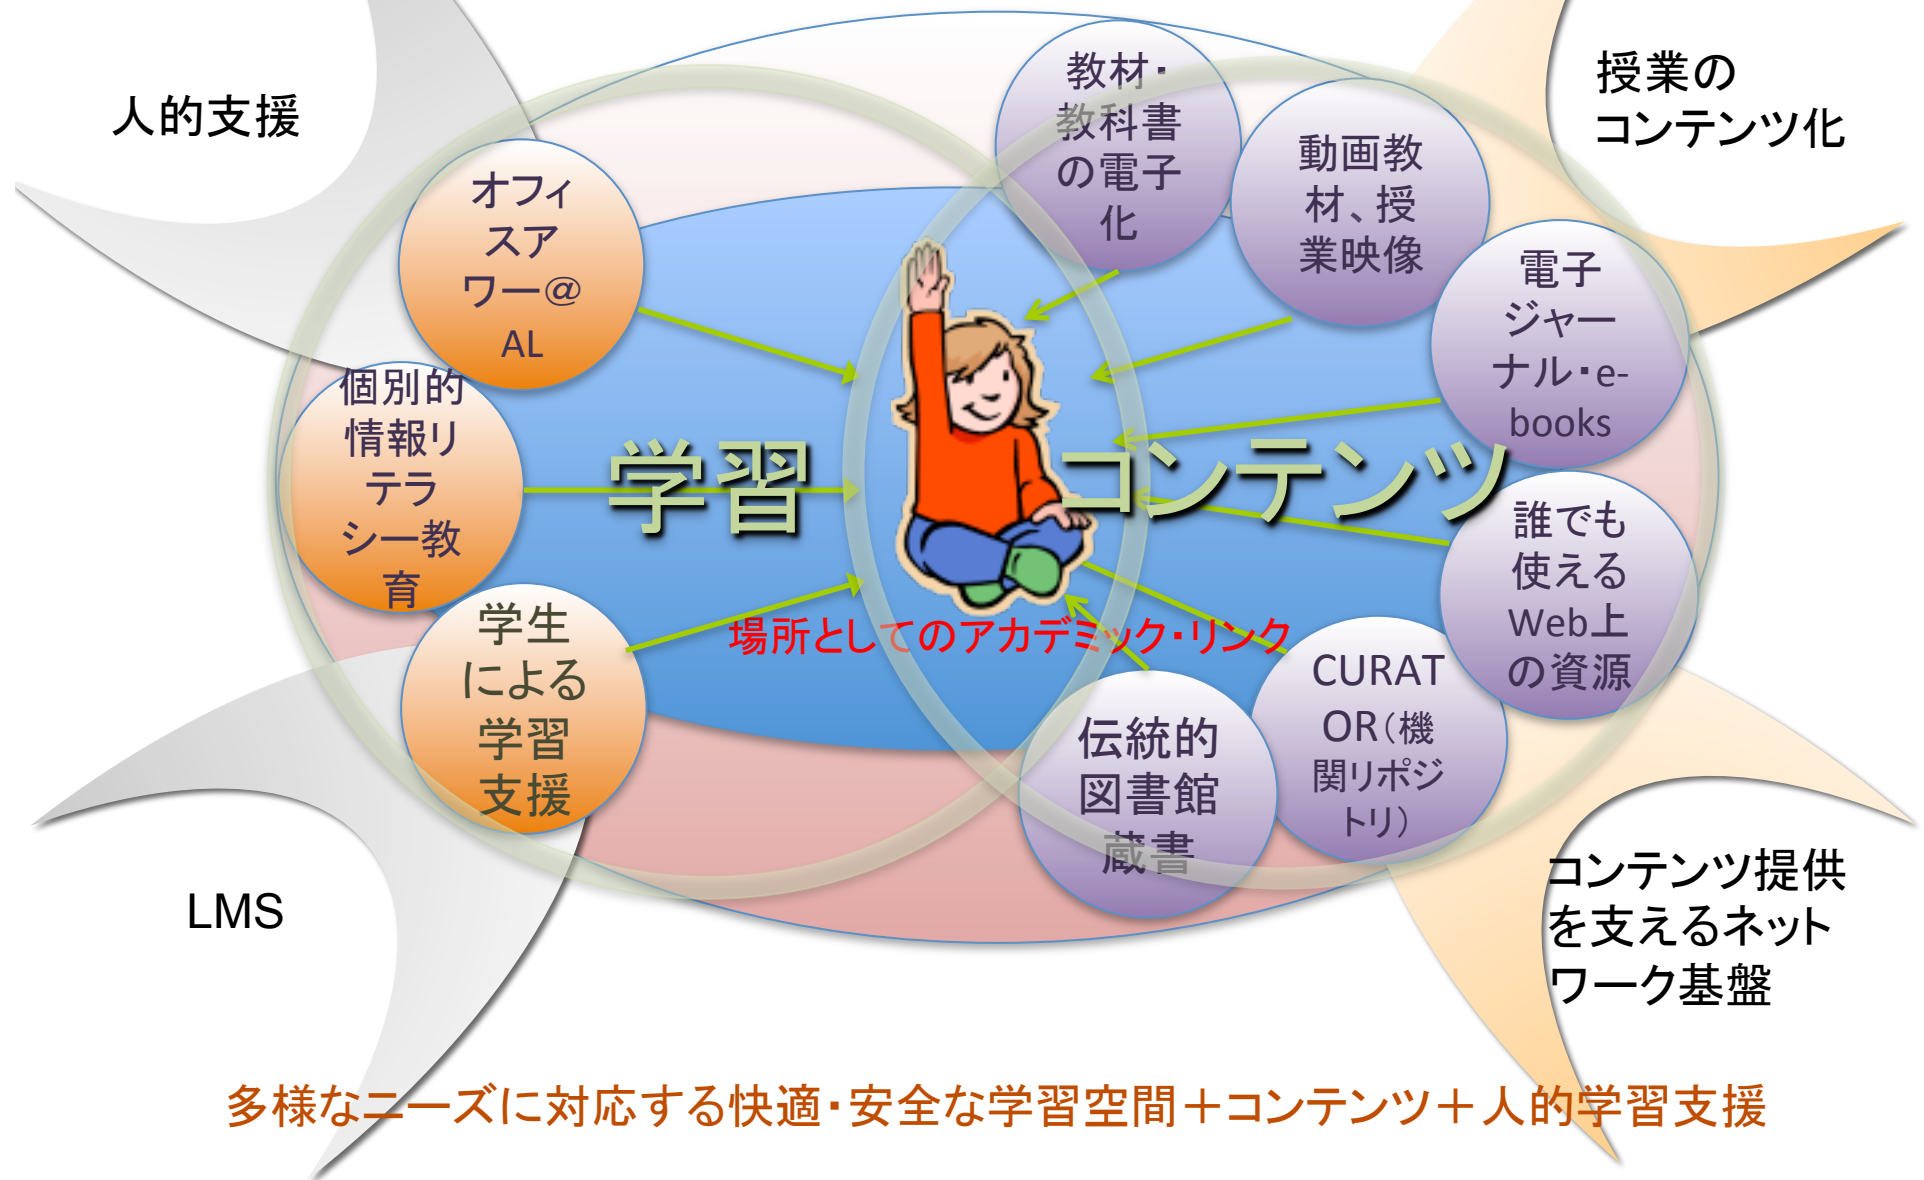 人的支援
オフィ
スア
ワー＠
AL
個別的
情報リ
テラ
シー教
育
学生
による
学習
支援
LMS
学習
コンテンツ
場所としてのアカデミック・リンク
教材・
教科書
の電子
化
動画教
材、授
業映像
電子
ジャー
ナル・e-
books
誰でも
使える
Web上
の資源
CURAT
OR（機
関リポジ
トリ）
伝統的
図書館
蔵書
授業の
コンテンツ化
コンテンツ提供
を支えるネット
ワーク基盤
多様なニーズに対応する快適・安全な学習空間＋コンテンツ＋人的学習支援